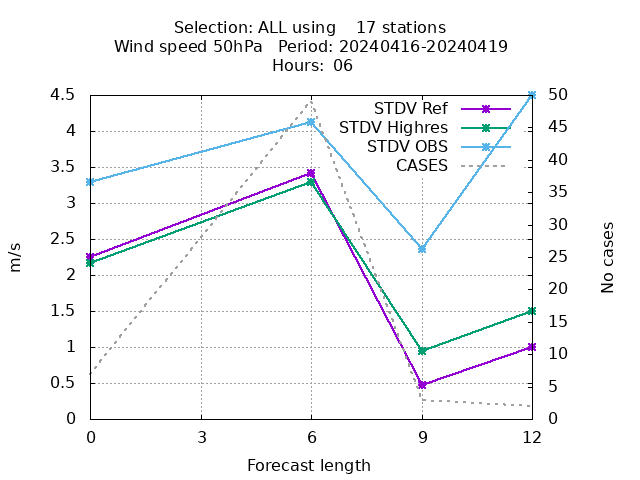 Selection: ALL using    17 stations
Wind speed 50hPa   Period: 20240416-20240419
Hours:  06
STDV Ref
STDV Highres
STDV OBS
CASES
4.5
4
3.5
3
2.5
2
1.5
1
0.5
0
m/s
50
45
40
35
30
25
20
15
10
5
0
No cases
0 3 6 9 12
Forecast length